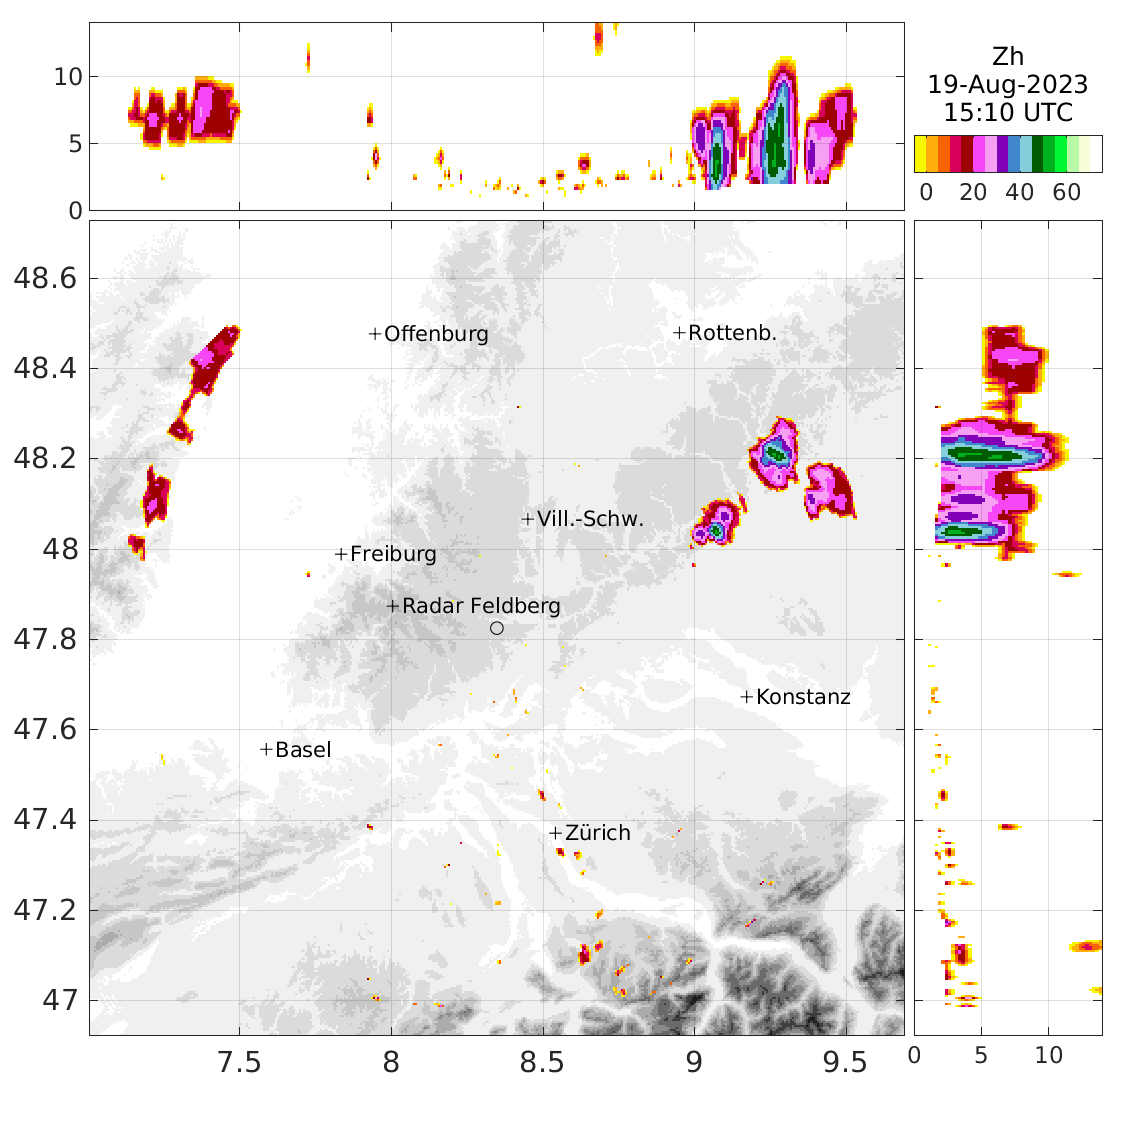 10
5
0
Zh
19-Aug-2023
15:10 UTC
0 20 40 60
48.6
48.4
48.2
48
47.8
47.6
47.4
47.2
47
+Offenburg
+Rottenb.
+Vill.-Schw.
+Freiburg
+Radar Feldberg
+Konstanz
+Basel
+Zürich
7.5 8 8.5 9 9.5
0 5 10